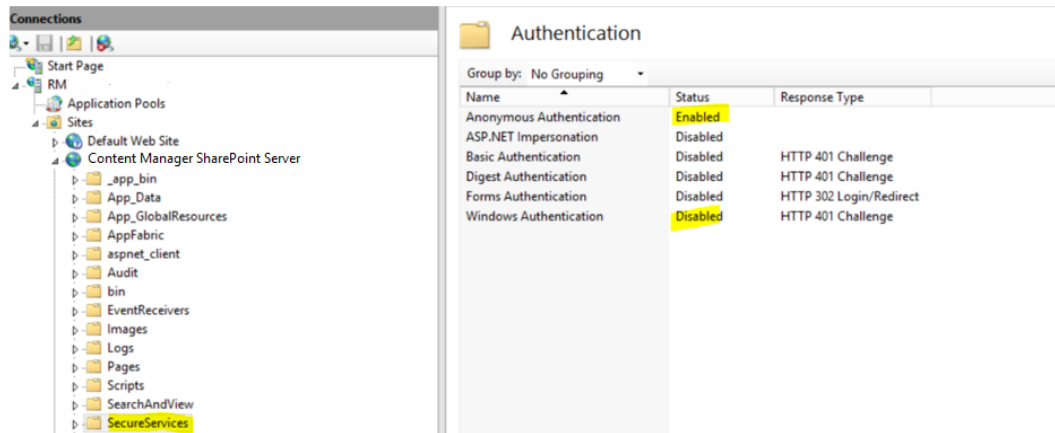 Connections
Start Page
RM
Application Pools
Sites
Default Web Site
Content Manager SharePoint Server
_app_bin
App_Data
App_GlobalResources
AppFabric
aspnet_client
Audit
bin
EventReceivers
Images
Logs
Pages
Scripts
SearchAndView
SecureServices
Authentication
Group by: No Grouping
Name Status Response Type
Anonymous Authentication Enabled
ASP.NET Impersonation Disabled
Basic Authentication Disabled HTTP 401 Challenge
Digest Authentication Disabled HTTP 401 Challenge
Forms Authentication Disabled HTTP 302 Login/Redirect
Windows Authentication Disabled HTTP 401 Challenge